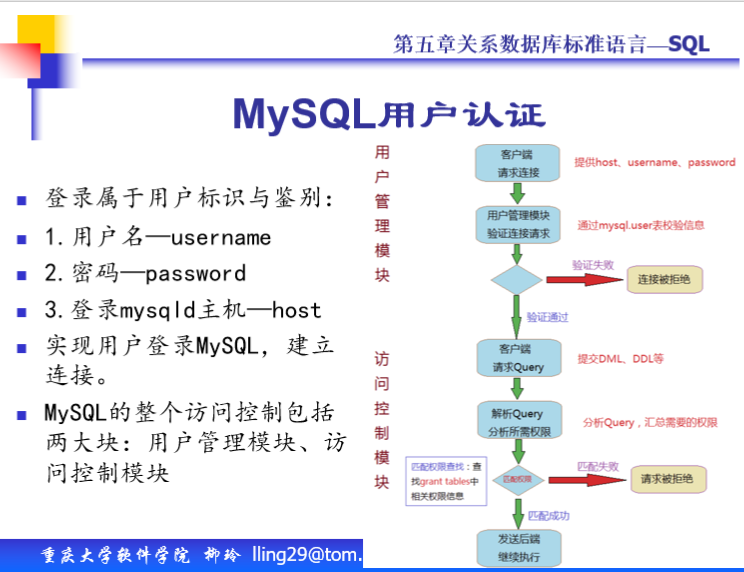 第五章关系数据库标准语言—SQL
MySQL用户认证
登录属于用户标识与鉴别：
1.用户名—username
2.密码—password
3.登录mysqld主机—host
实现用户登录MySQL，建立
连接。
MySQL的整个访问控制包括
两大块：用户管理模块、访
问控制模块
用户管理模块
客户端
请求连接
提供host、username、password
用户管理模块
验证连接请求
通过mysql.user表校验信息
验证失败
连接被拒绝
验证通过
访问控制模块
客户端
请求Query
提交DML、DDL等
解析Query
分析所需权限
分析Query，汇总需要的权限
匹配权限查找：查
找grant tables中
相关权限信息
匹配权限
匹配失败
请求被拒绝
匹配成功
发送后端
继续执行
重庆大学软件学院 柳玲 lling29@tom.